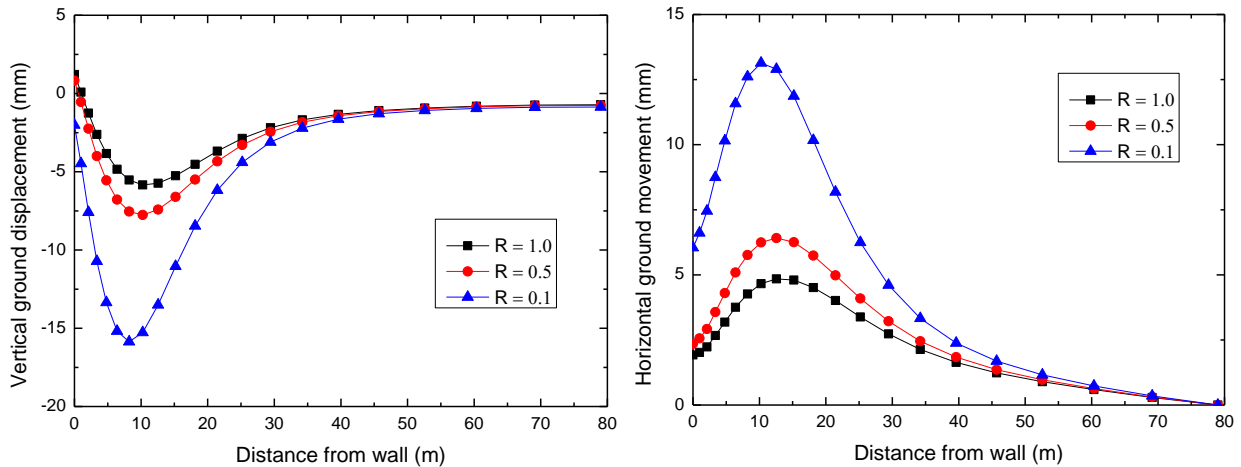 5
0
-5
-10
-15
-20
0 10 20 30 40 50 60 70 80
Vertical ground displacement (mm)
Distance from wall (m)
R = 1.0
R = 0.5
R = 0.1
15
10
5
0
0 10 20 30 40 50 60 70 80
Horizontal ground movement (mm)
Distance from wall (m)
R = 1.0
R = 0.5
R = 0.1